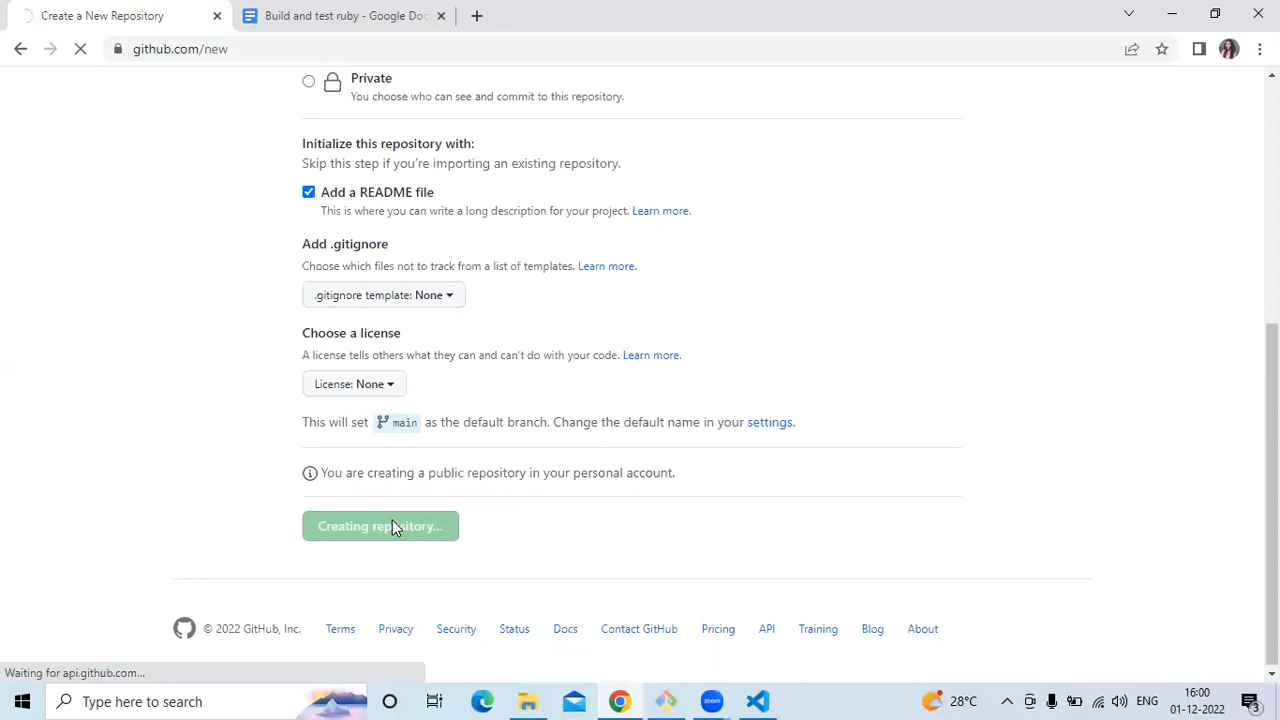 Create a New Repository
Build and test ruby - Google Doc
github.com/new
Private
You choose who can see and commit to this repository.
Initialize this repository with:
Skip this step if you're importing an existing repository.
Add a README file
This is where you can write a long description for your project. Learn more.
Add .gitignore
Choose which files not to track from a list of templates. Learn more.
.gitignore template: None
Choose a license
A license tells others what they can and can't do with your code. Learn more.
License: None
This will set main as the default branch. Change the default name in your settings.
You are creating a public repository in your personal account.
Creating repository...
© 2022 GitHub, Inc. Terms Privacy Security Status Docs Contact GitHub Pricing API Training Blog About
Waiting for api.github.com...
Type here to search
zoom
28°C
ENG
16:00
01-12-2022
3